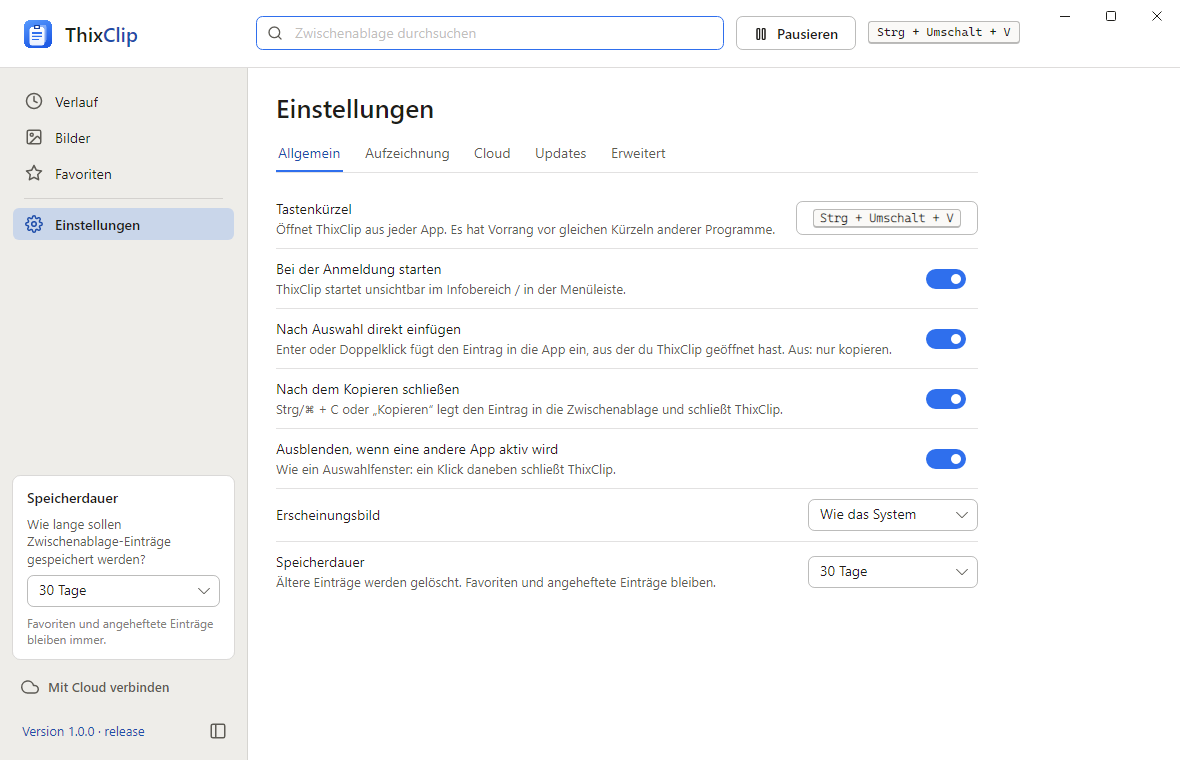 ThixClip
Zwischenablage durchsuchen
Pausieren
Strg + Umschalt + V
Verlauf
Bilder
Favoriten
Einstellungen
Speicherdauer
Wie lange sollen
Zwischenablage-Einträge
gespeichert werden?
30 Tage
Favoriten und angeheftete Einträge
bleiben immer.
Mit Cloud verbinden
Version 1.0.0 · release
Einstellungen
Allgemein Aufzeichnung Cloud Updates Erweitert
Tastenkürzel
Öffnet ThixClip aus jeder App. Es hat Vorrang vor gleichen Kürzeln anderer Programme.
Strg + Umschalt + V
Bei der Anmeldung starten
ThixClip startet unsichtbar im Infobereich / in der Menüleiste.
Nach Auswahl direkt einfügen
Enter oder Doppelklick fügt den Eintrag in die App ein, aus der du ThixClip geöffnet hast. Aus: nur kopieren.
Nach dem Kopieren schließen
Strg/⌘ + C oder „Kopieren“ legt den Eintrag in die Zwischenablage und schließt ThixClip.
Ausblenden, wenn eine andere App aktiv wird
Wie ein Auswahlfenster: ein Klick daneben schließt ThixClip.
Erscheinungsbild
Wie das System
Speicherdauer
Ältere Einträge werden gelöscht. Favoriten und angeheftete Einträge bleiben.
30 Tage